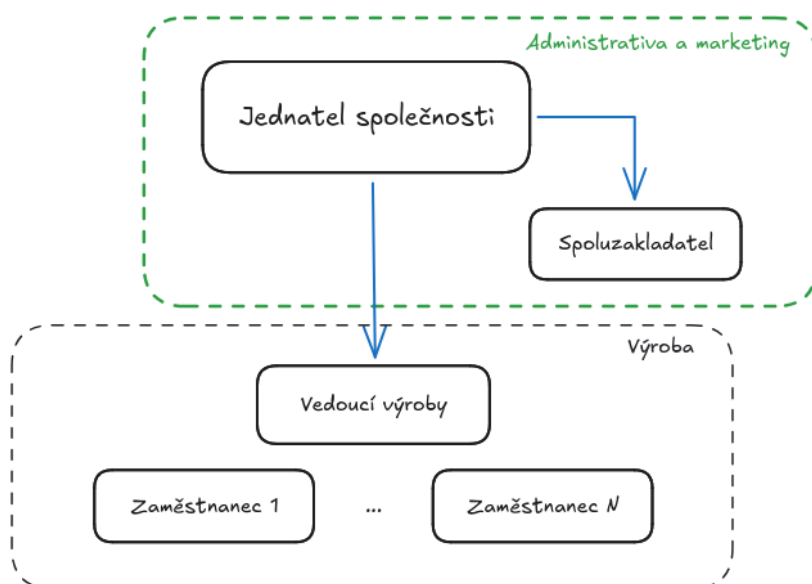 Administrativa a marketing
Jednatel společnosti
Spoluzakladatel
Výroba
Vedoucí výroby
Zaměstnanec 1
...
Zaměstnanec N